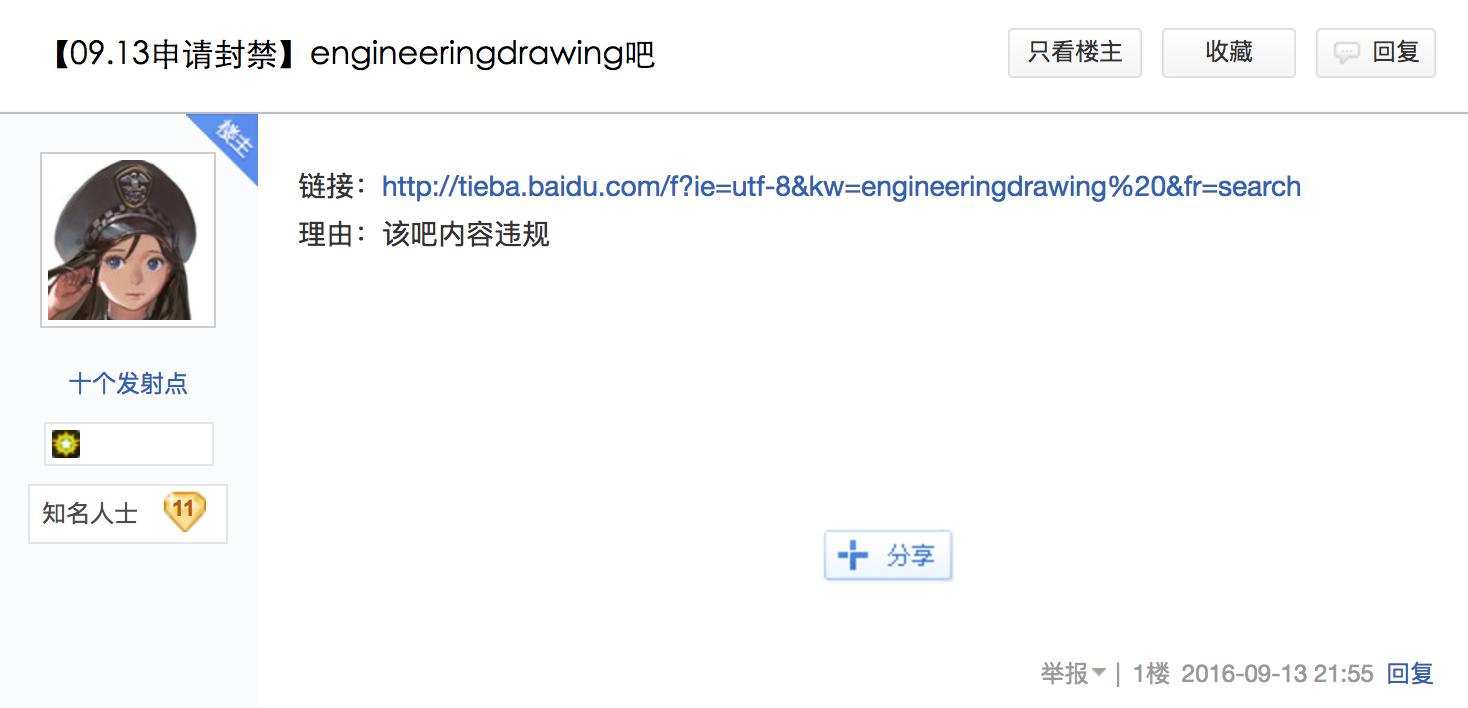 【09.13申请封禁】engineeringdrawing吧
只看楼主
收藏
回复
楼主
链接：http://tieba.baidu.com/f?ie=utf-8&kw=engineeringdrawing%20&fr=search
理由：该吧内容违规
十个发射点
知名人士 11
分享
举报 | 1楼 2016-09-13 21:55 回复